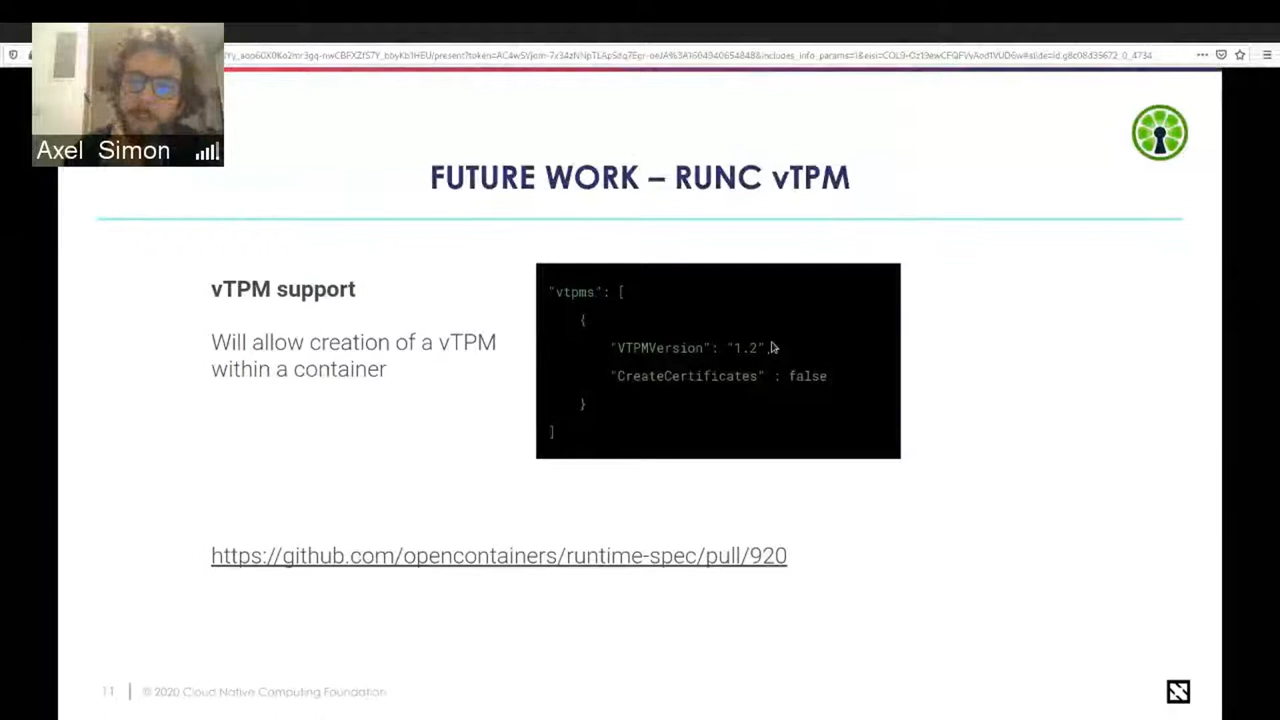 Axel Simon
FUTURE WORK – RUNC vTPM
vTPM support
Will allow creation of a vTPM
within a container
"vtpms": [
{
"VTPMVersion": "1.2",
"CreateCertificates" : false
}
]
https://github.com/opencontainers/runtime-spec/pull/920
11
© 2020 Cloud Native Computing Foundation